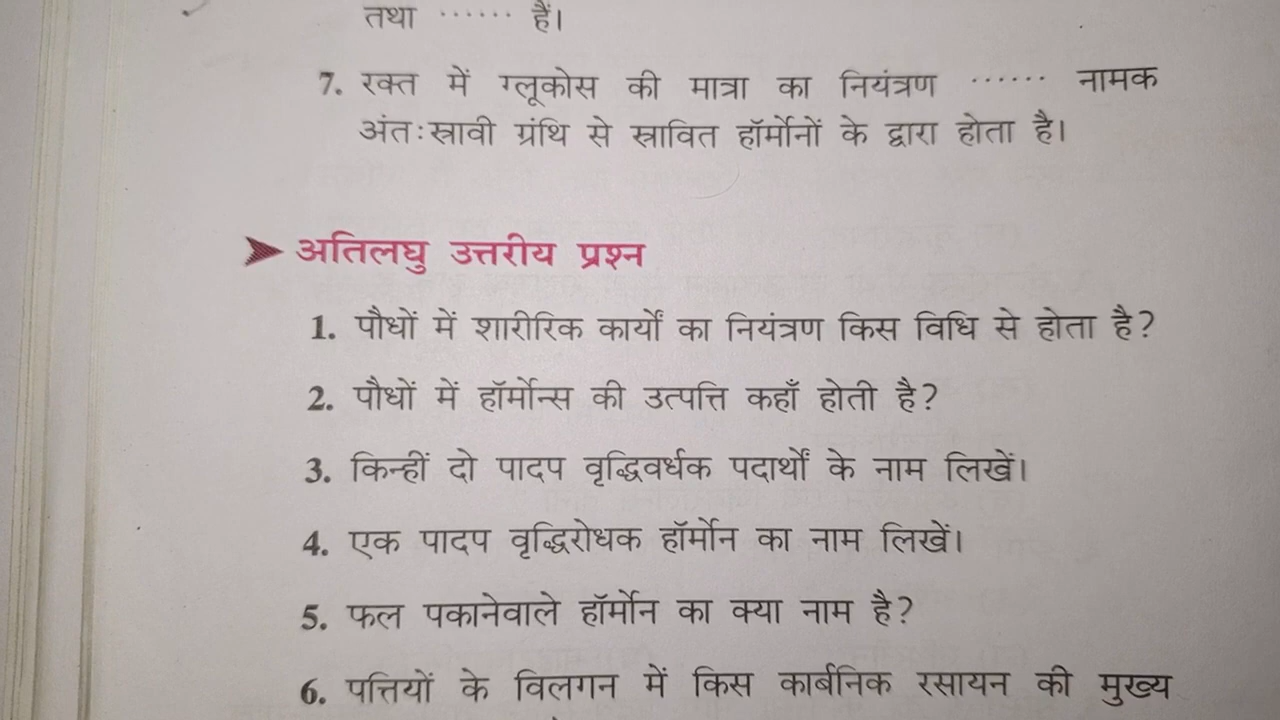 तथा ...... हैं।
7. रक्त में ग्लूकोस की मात्रा का नियंत्रण ...... नामक
अंतःस्रावी ग्रंथि से स्रावित हॉर्मोनों के द्वारा होता है।
अतिलघु उत्तरीय प्रश्न
1. पौधों में शारीरिक कार्यों का नियंत्रण किस विधि से होता है?
2. पौधों में हॉर्मोन्स की उत्पत्ति कहाँ होती है?
3. किन्हीं दो पादप वृद्धिवर्धक पदार्थों के नाम लिखें।
4. एक पादप वृद्धिरोधक हॉर्मोन का नाम लिखें।
5. फल पकानेवाले हॉर्मोन का क्या नाम है?
6. पत्तियों के विलगन में किस कार्बनिक रसायन की मुख्य